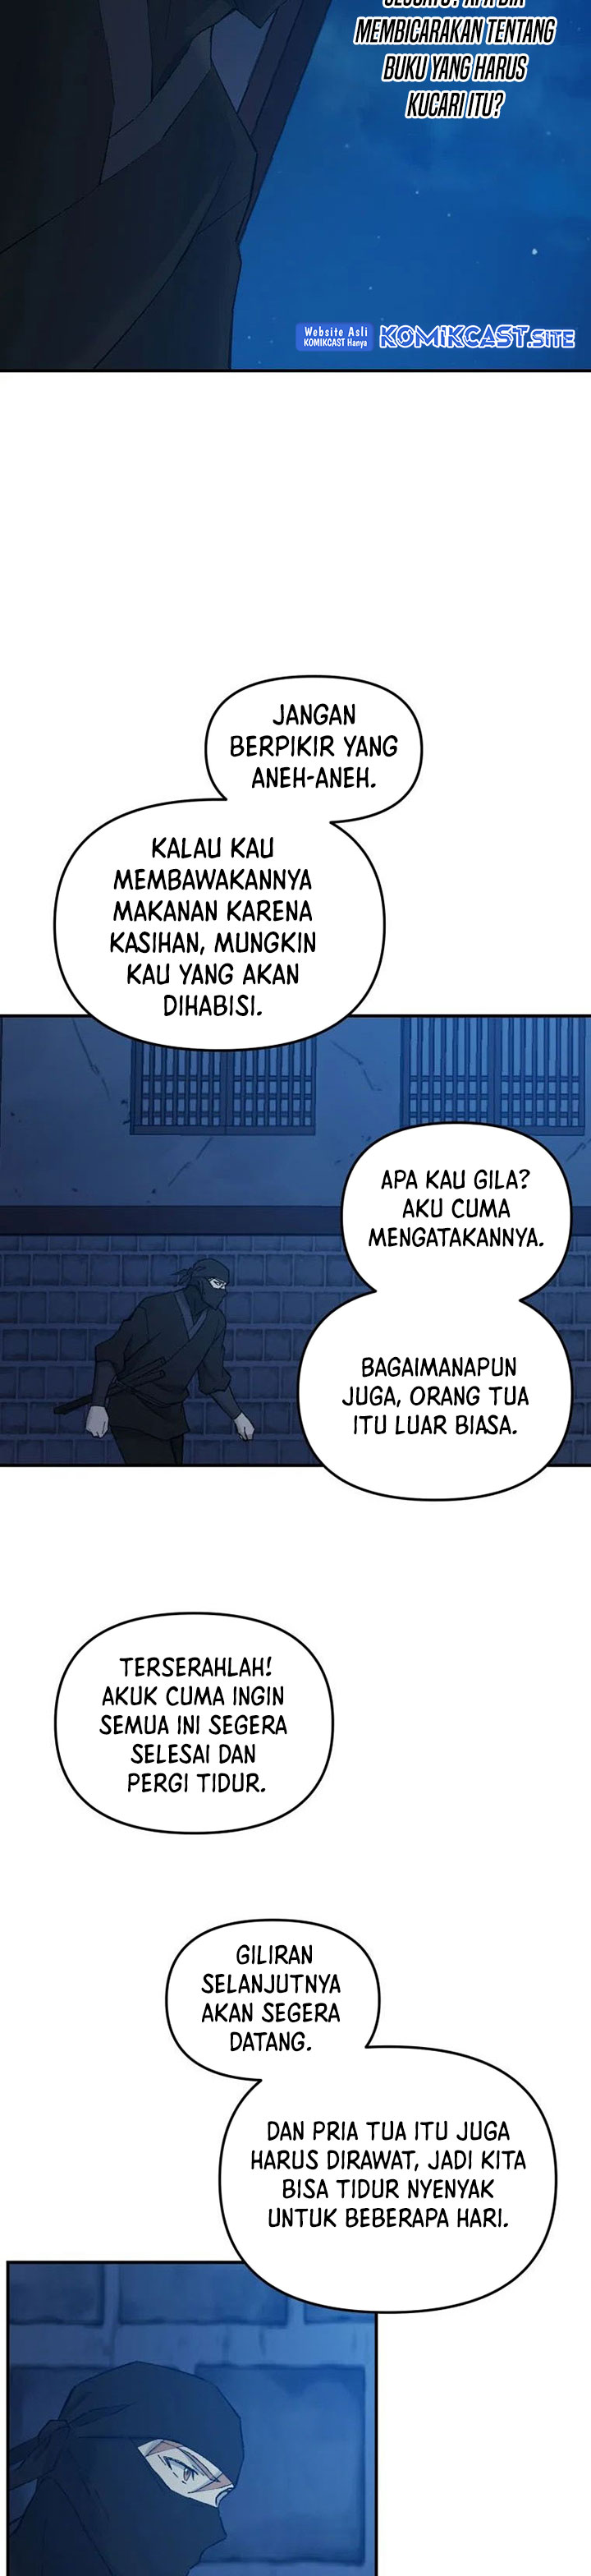 MEMBICARAKAN TENTANG
BUKU YANG HARUS
KUCARI ITU?
Website Asli
KOMIKCAST Hanya
KOMIKCAST.SITE
JANGAN
BERPIKIR YANG
ANEH-ANEH.
KALAU KAU
MEMBAWAKANNYA
MAKANAN KARENA
KASIHAN, MUNGKIN
KAU YANG AKAN
DIHABISI.
APA KAU GILA?
AKU CUMA
MENGATAKANNYA.
BAGAIMANAPUN
JUGA, ORANG TUA
ITU LUAR BIASA.
TERSERAHLAH!
AKUK CUMA INGIN
SEMUA INI SEGERA
SELESAI DAN
PERGI TIDUR.
GILIRAN
SELANJUTNYA
AKAN SEGERA
DATANG.
DAN PRIA TUA ITU JUGA
HARUS DIRAWAT, JADI KITA
BISA TIDUR NYENYAK
UNTUK BEBERAPA HARI.